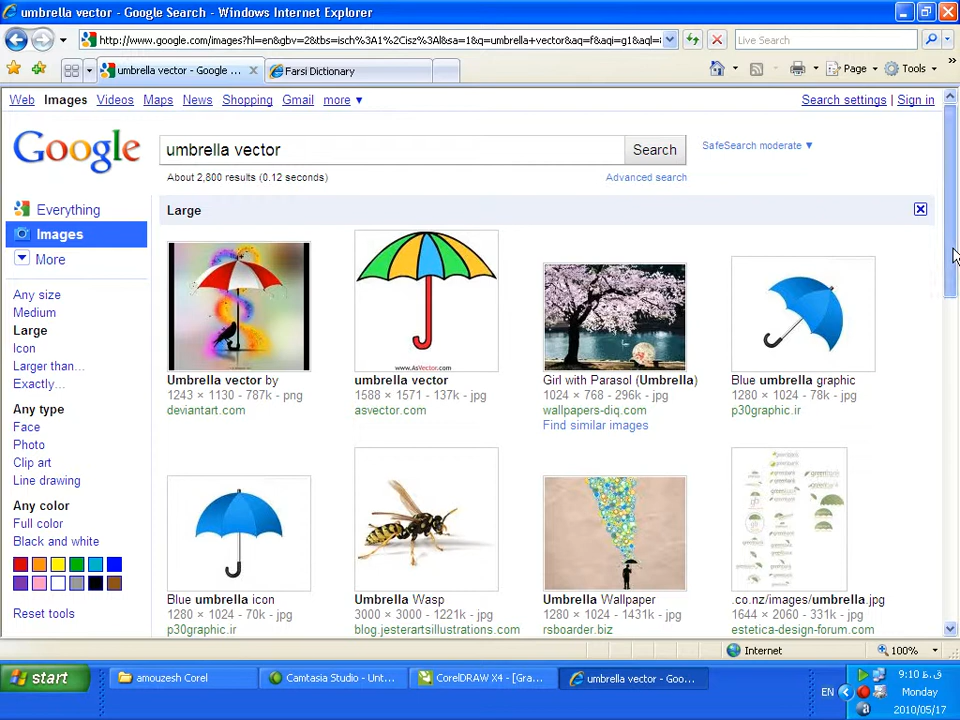 umbrella vector - Google Search - Windows Internet Explorer
http://www.google.com/images?hl=en&gbv=2&tbs=isch%3A1%2Cisz%3Al&sa=1&q=umbrella+vector&aq=f&aqi=g1&aql=
Live Search
umbrella vector - Google ...
Farsi Dictionary
Page
Tools
Web Images Videos Maps News Shopping Gmail more ▼
Search settings | Sign in
Google
umbrella vector
Search
SafeSearch moderate ▼
About 2,800 results (0.12 seconds)
Advanced search
Everything
Images
More
Any size
Medium
Large
Icon
Larger than...
Exactly...
Any type
Face
Photo
Clip art
Line drawing
Any color
Full color
Black and white
Reset tools
Large
www.AsVector.com
Umbrella vector by
1243 × 1130 - 787k - png
deviantart.com
umbrella vector
1588 × 1571 - 137k - jpg
asvector.com
Girl with Parasol (Umbrella)
1024 × 768 - 296k - jpg
wallpapers-diq.com
Find similar images
Blue umbrella graphic
1280 × 1024 - 78k - jpg
p30graphic.ir
Blue umbrella icon
1280 × 1024 - 70k - jpg
p30graphic.ir
Umbrella Wasp
3000 × 3000 - 1221k - jpg
blog.jesterartsillustrations.com
Umbrella Wallpaper
1280 × 1024 - 1431k - jpg
rsboarder.biz
.co.nz/images/umbrella.jpg
1644 × 2060 - 331k - jpg
estetica-design-forum.com
Internet
100%
start
amouzesh Corel
Camtasia Studio - Unt...
CorelDRAW X4 - [Gra...
umbrella vector - Goo...
EN
9:10 ق.ظ
Monday
2010/05/17